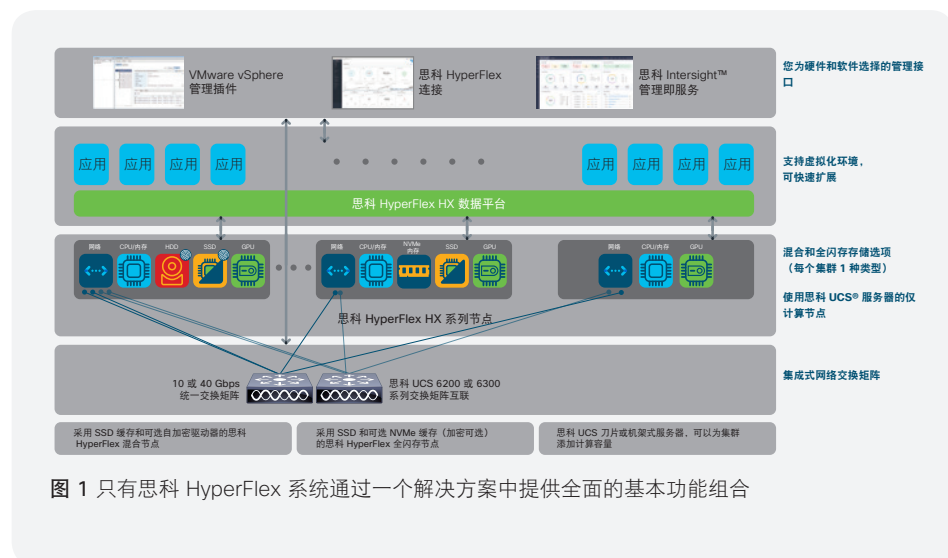 VMware vSphere
管理插件
思科 HyperFlex
连接
思科 Intersight™
管理即服务
您为硬件和软件选择的管理接
口
应用 应用 应用 应用
应用 应用 应用 应用
思科 HyperFlex HX 数据平台
支持虚拟化环境，
可快速扩展
网络 CPU/内存 HDD SSD GPU
网络 CPU/内存 NVMe
内存 SSD GPU
网络 CPU/内存 GPU
思科 HyperFlex HX 系列节点
混合和全闪存存储选项
（每个集群 1 种类型）
使用思科 UCS® 服务器的仅
计算节点
10 或 40 Gbps
统一交换矩阵
思科 UCS 6200 或 6300
系列交换矩阵互联
集成式网络交换矩阵
采用 SSD 缓存和可选自加密驱动器的思科
HyperFlex 混合节点
采用 SSD 和可选 NVMe 缓存（加密可选）
的思科 HyperFlex 全闪存节点
思科 UCS 刀片或机架式服务器，可以为集群
添加计算容量
图 1 只有思科 HyperFlex 系统通过一个解决方案中提供全面的基本功能组合